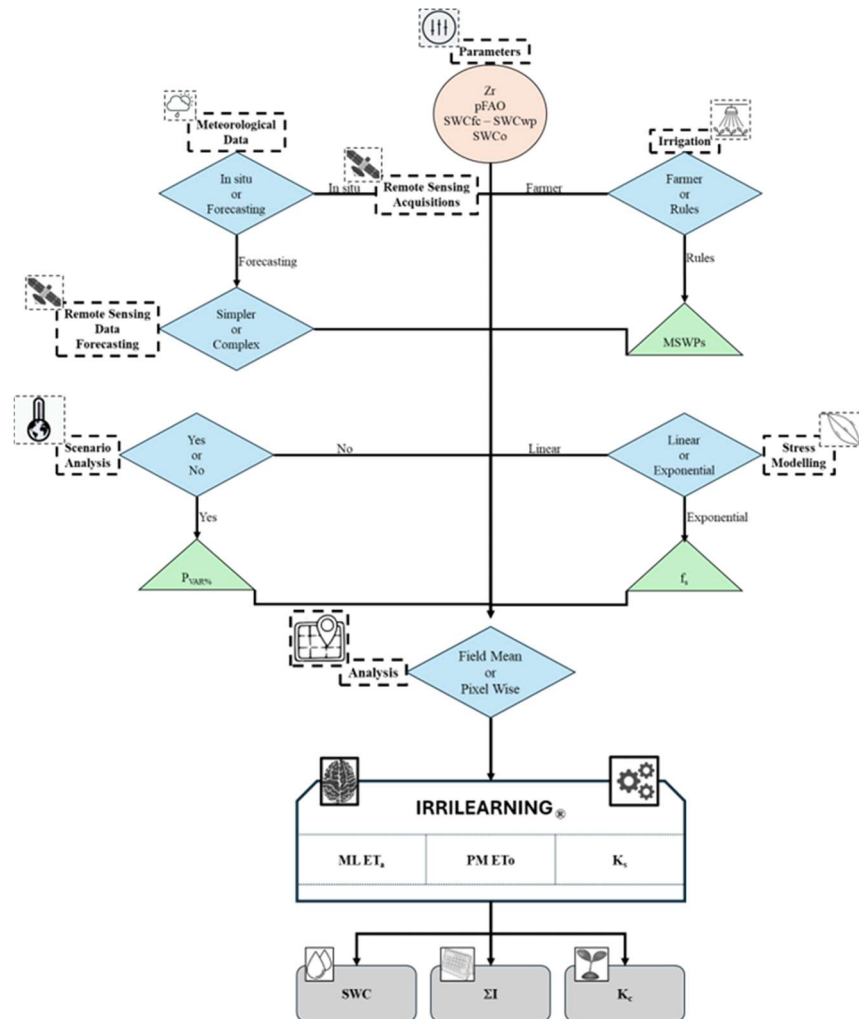 Parameters
Zr
pFAO
SWCfc – SWCwp
SWCo
Meteorological
Data
Irrigation
In situ
or
Forecasting
In situ
Remote Sensing
Acquisitions
Farmer
Farmer
or
Rules
Forecasting
Rules
Remote Sensing
Data
Forecasting
Simpler
or
Complex
MSWPs
Scenario
Analysis
Yes
or
No
No
Linear
Linear
or
Exponential
Stress
Modelling
Yes
Exponential
PVAR%
fs
Analysis
Field Mean
or
Pixel Wise
IRRILEARNING ®
ML ETa
PM ETo
Ks
SWC
ΣI
Kc